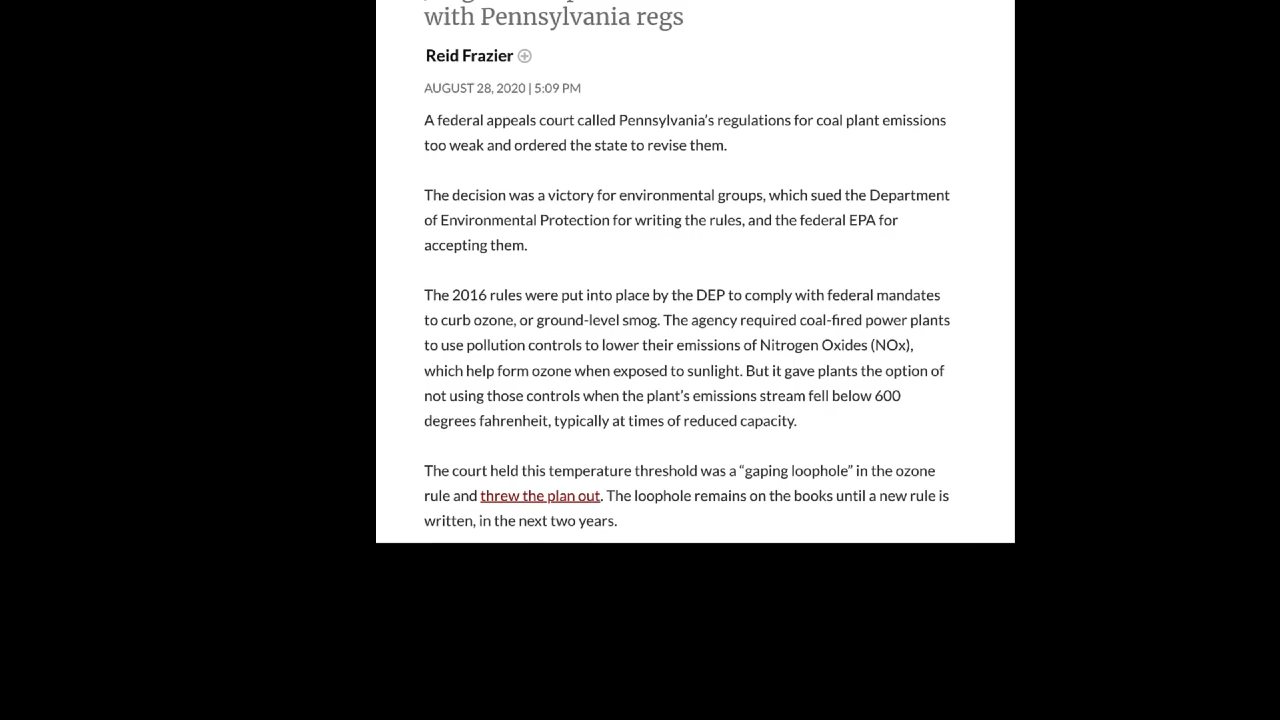 with Pennsylvania regs
Reid Frazier
AUGUST 28, 2020 | 5:09 PM
A federal appeals court called Pennsylvania's regulations for coal plant emissions
too weak and ordered the state to revise them.
The decision was a victory for environmental groups, which sued the Department
of Environmental Protection for writing the rules, and the federal EPA for
accepting them.
The 2016 rules were put into place by the DEP to comply with federal mandates
to curb ozone, or ground-level smog. The agency required coal-fired power plants
to use pollution controls to lower their emissions of Nitrogen Oxides (NOx),
which help form ozone when exposed to sunlight. But it gave plants the option of
not using those controls when the plant's emissions stream fell below 600
degrees fahrenheit, typically at times of reduced capacity.
The court held this temperature threshold was a “gaping loophole” in the ozone
rule and threw the plan out. The loophole remains on the books until a new rule is
written, in the next two years.